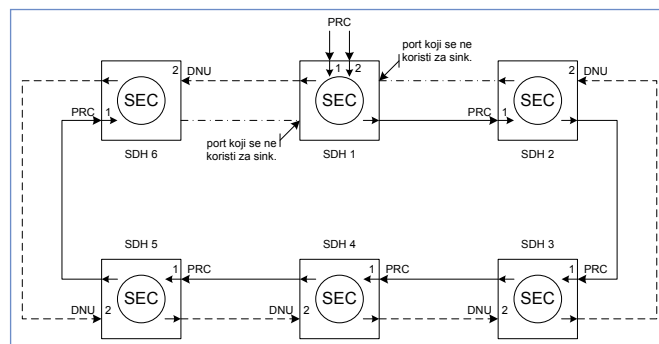 PRC
port koji se ne
koristi za sink.
2 DNU
1 2
2 DNU
SEC
SEC
SEC
PRC 1
PRC 1
port koji se ne
koristi za sink.
SDH 6
SDH 1
SDH 2
SDH 5
SDH 4
SDH 3
1 PRC
1 PRC
1 PRC
SEC
SEC
SEC
DNU 2
DNU 2
DNU 2